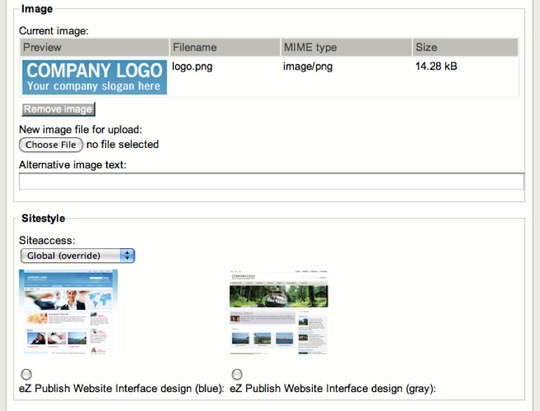 Image
Current image:
Preview Filename MIME type Size
COMPANY LOGO
Your company slogan here
logo.png image/png 14.28 kB
Remove image
New image file for upload:
Choose File no file selected
Alternative image text:
Sitestyle
Siteaccess:
Global (override)
eZ Publish Website Interface design (blue): eZ Publish Website Interface design (gray):